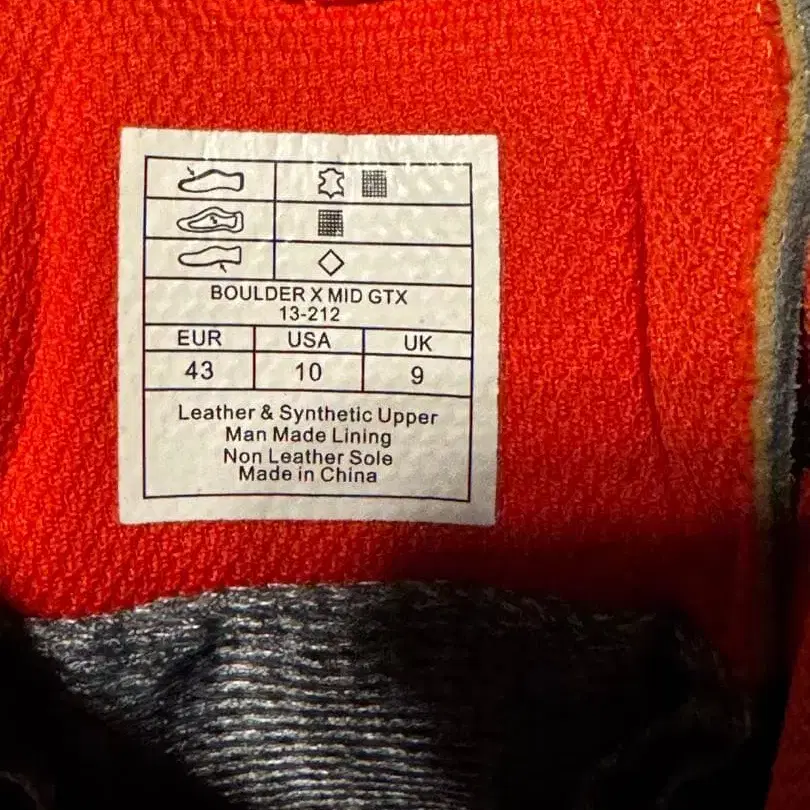 BOULDER X MID GTX
13-212
EUR USA UK
43 10 9
Leather & Synthetic Upper
Man Made Lining
Non Leather Sole
Made in China